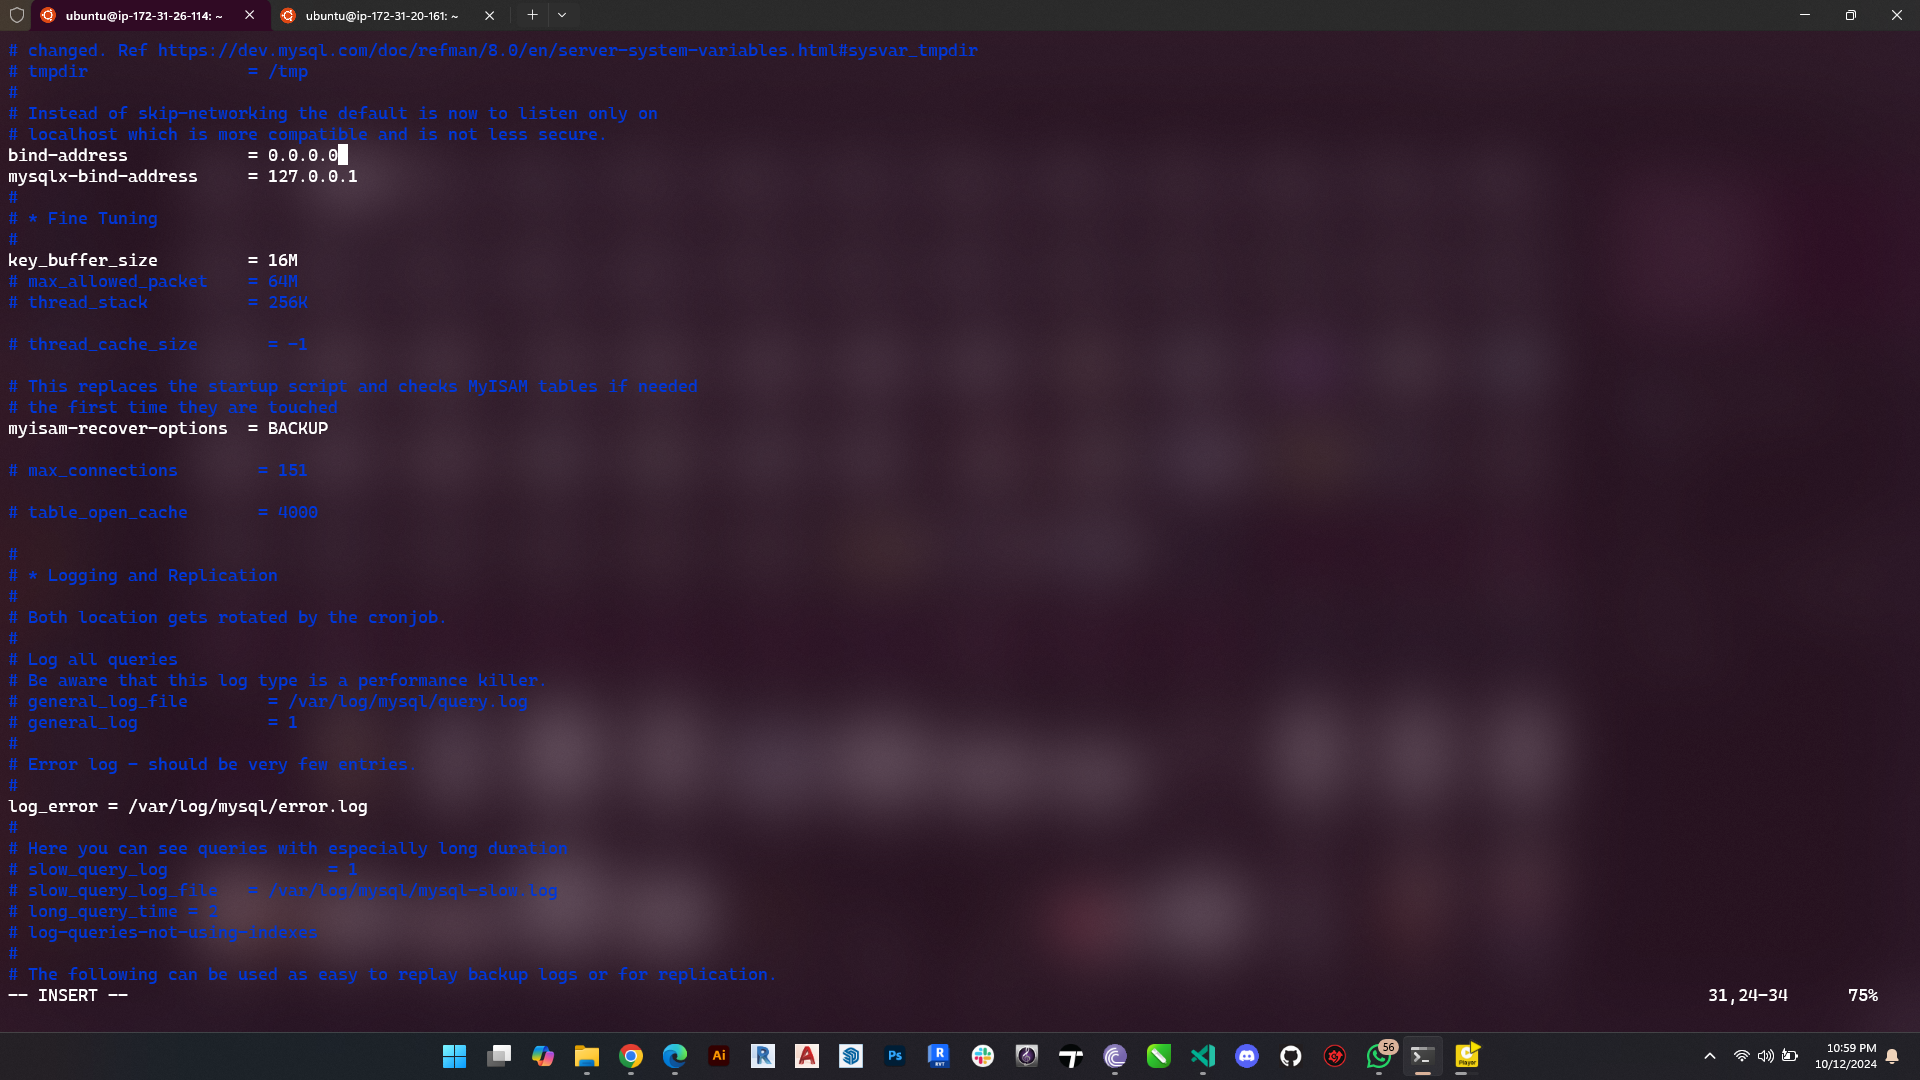 ubuntu@ip-172-31-26-114: ~
ubuntu@ip-172-31-20-161: ~
# changed. Ref https://dev.mysql.com/doc/refman/8.0/en/server-system-variables.html#sysvar_tmpdir
# tmpdir                = /tmp
#
# Instead of skip-networking the default is now to listen only on
# localhost which is more compatible and is not less secure.
bind-address            = 0.0.0.0
mysqlx-bind-address     = 127.0.0.1
#
# * Fine Tuning
#
key_buffer_size         = 16M
# max_allowed_packet    = 64M
# thread_stack          = 256K
# thread_cache_size       = -1
# This replaces the startup script and checks MyISAM tables if needed
# the first time they are touched
myisam-recover-options  = BACKUP
# max_connections        = 151
# table_open_cache       = 4000
#
# * Logging and Replication
#
# Both location gets rotated by the cronjob.
#
# Log all queries
# Be aware that this log type is a performance killer.
# general_log_file        = /var/log/mysql/query.log
# general_log             = 1
#
# Error log - should be very few entries.
#
log_error = /var/log/mysql/error.log
#
# Here you can see queries with especially long duration
# slow_query_log                = 1
# slow_query_log_file   = /var/log/mysql/mysql-slow.log
# long_query_time = 2
# log-queries-not-using-indexes
#
# The following can be used as easy to replay backup logs or for replication.
-- INSERT --
31,24-34
75%
Ai
R
A
Ps
R
RVT
56
Player
10:59 PM
10/12/2024